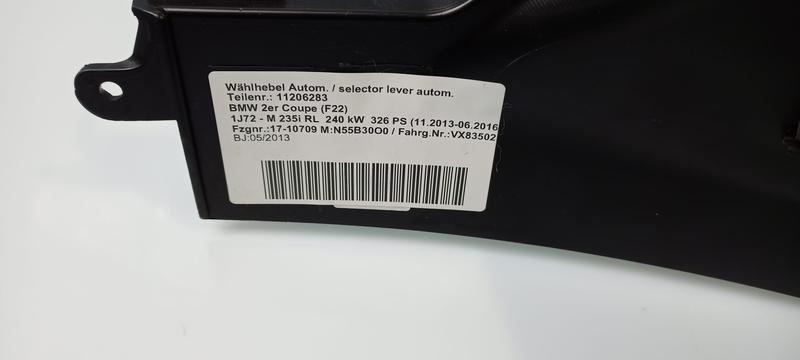 Wählhebel Autom. / selector lever autom.
Teilenr.: 11206283
BMW 2er Coupe (F22)
1J72 - M 235i RL 240 kW 326 PS (11.2013-06.2016
Fzgnr.:17-10709 M:N55B30O0 / Fahrg.Nr.:VX83502
BJ:05/2013